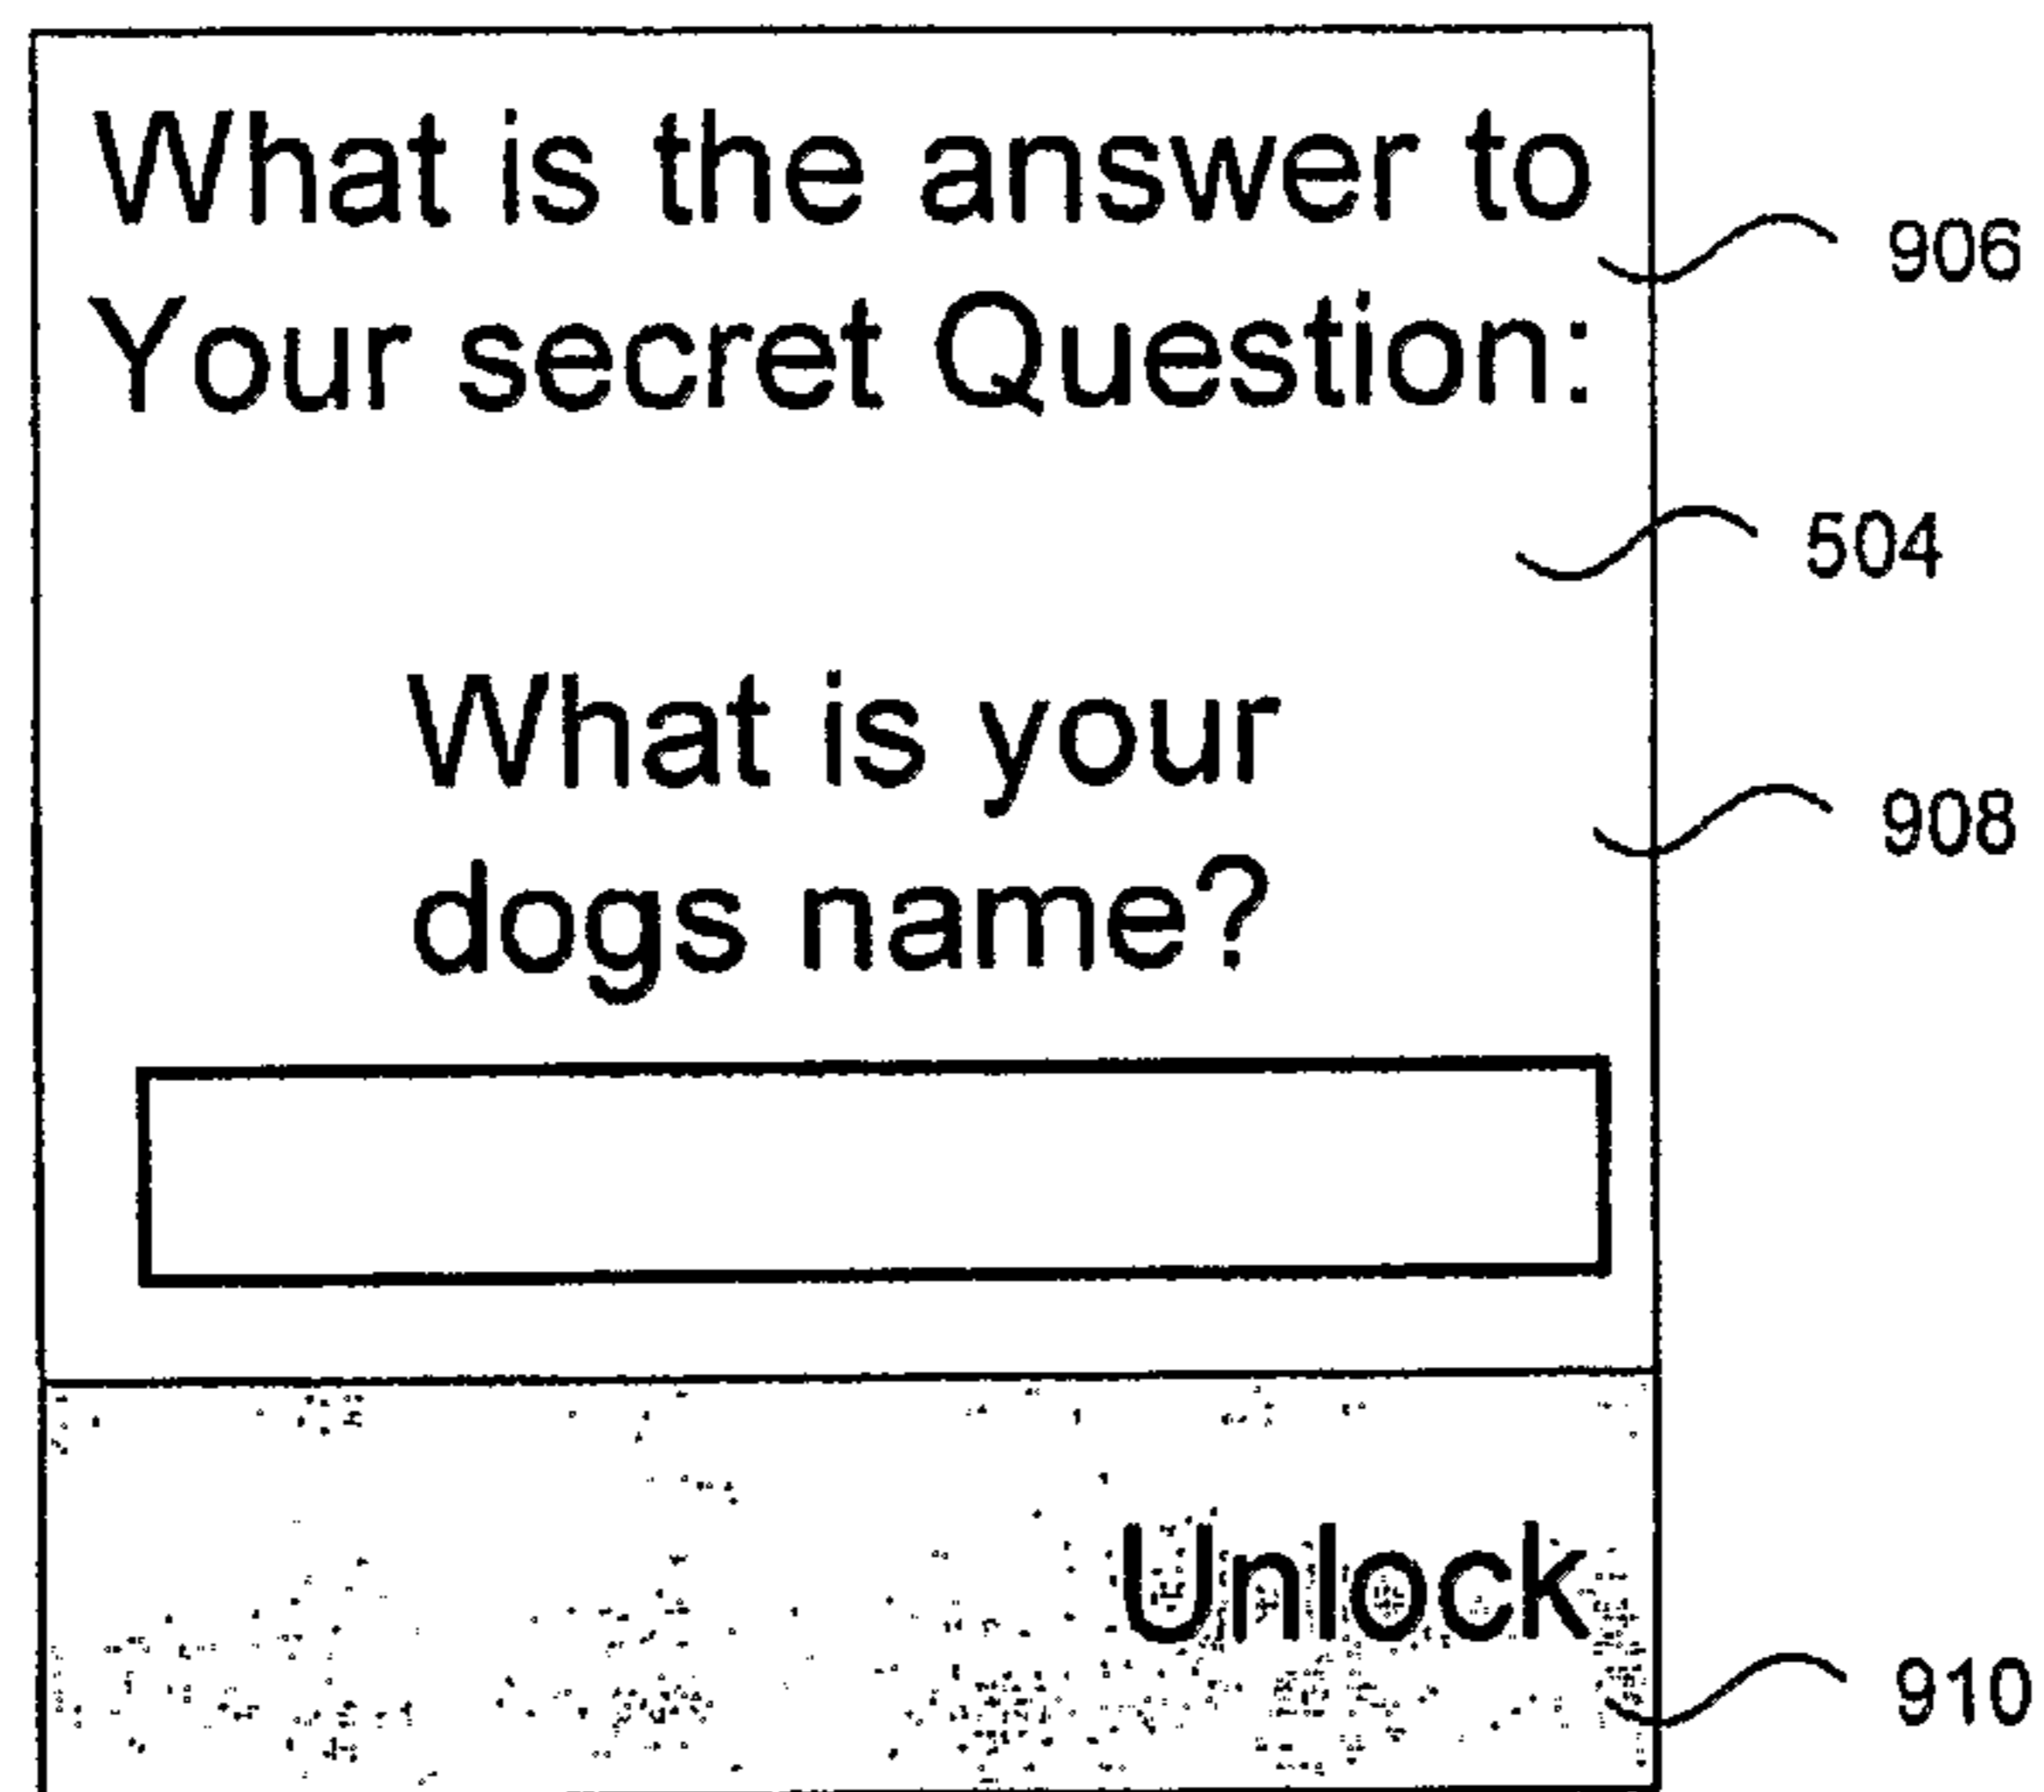 What is the answer to
906
Your secret Question:
504
What is your
908
dogs name?
Unlock
910